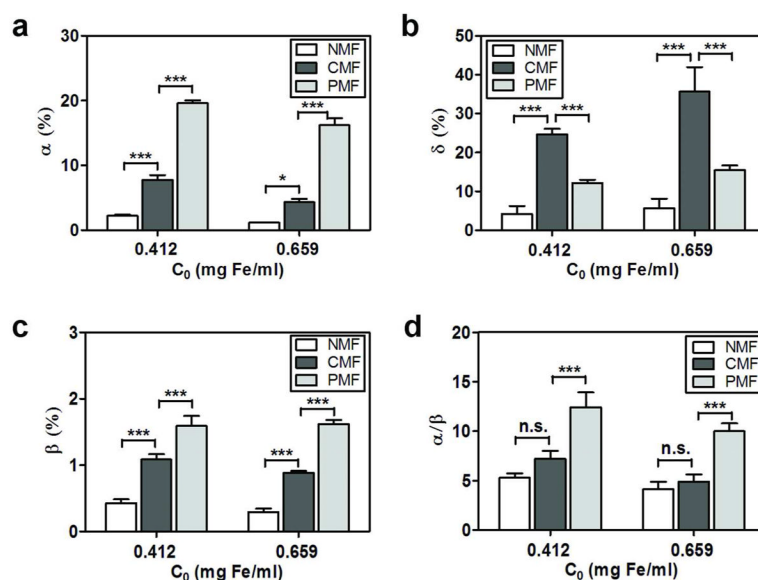 a
30
20
10
0
α (%)
NMF
CMF
PMF
***
***
*
***
0.412
0.659
C₀ (mg Fe/ml)
b
50
40
30
20
10
0
δ (%)
NMF
CMF
PMF
***
***
***
***
0.412
0.659
C₀ (mg Fe/ml)
c
3
2
1
0
β (%)
NMF
CMF
PMF
***
***
***
***
0.412
0.659
C₀ (mg Fe/ml)
d
20
15
10
5
0
α/β
NMF
CMF
PMF
n.s.
***
n.s.
***
0.412
0.659
C₀ (mg Fe/ml)